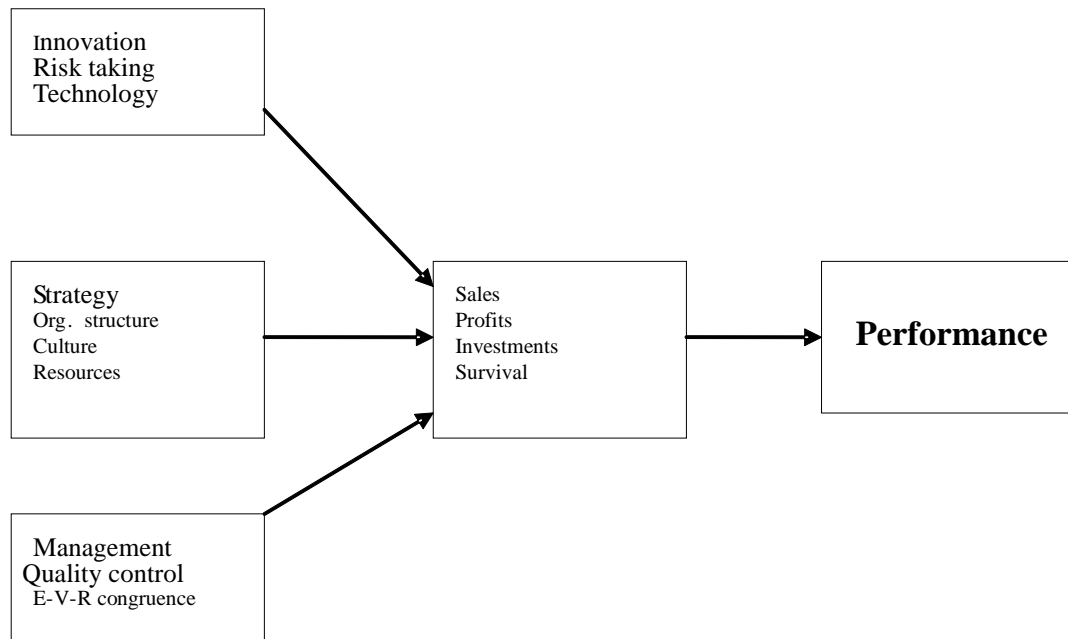 Innovation
Risk taking
Technology
Strategy
Org. structure
Culture
Resources
Sales
Profits
Investments
Survival
Performance
Management
Quality control
E-V-R congruence